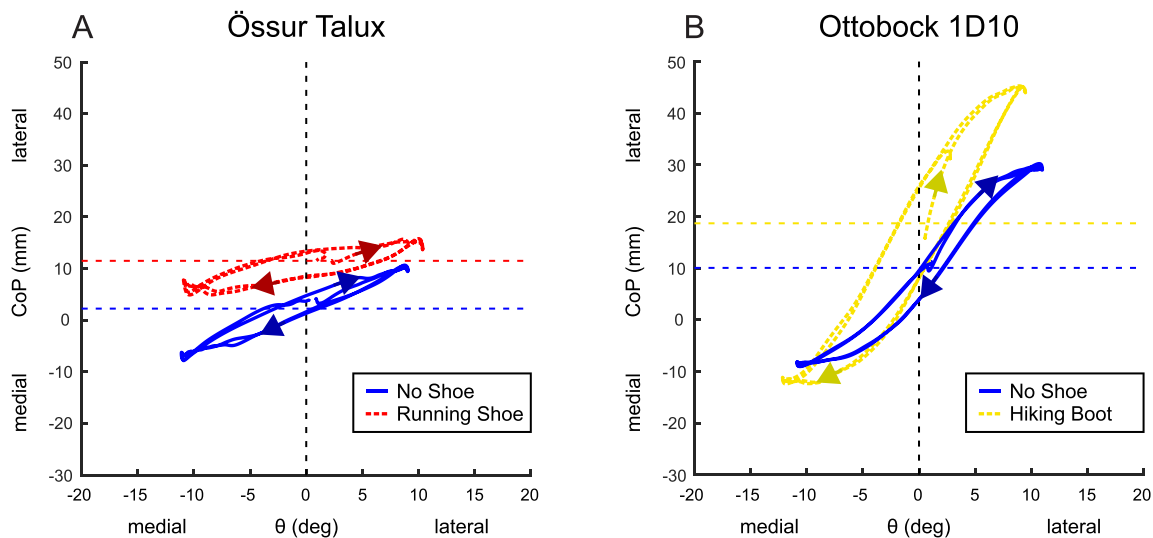 A
Össur Talux
50
40
30
20
10
0
-10
-20
-30
lateral
CoP (mm)
medial
No Shoe
Running Shoe
-20
-15
-10
-5
0
5
10
15
20
medial
θ (deg)
lateral
B
Ottobock 1D10
50
40
30
20
10
0
-10
-20
-30
lateral
CoP (mm)
medial
No Shoe
Hiking Boot
-20
-15
-10
-5
0
5
10
15
20
medial
θ (deg)
lateral